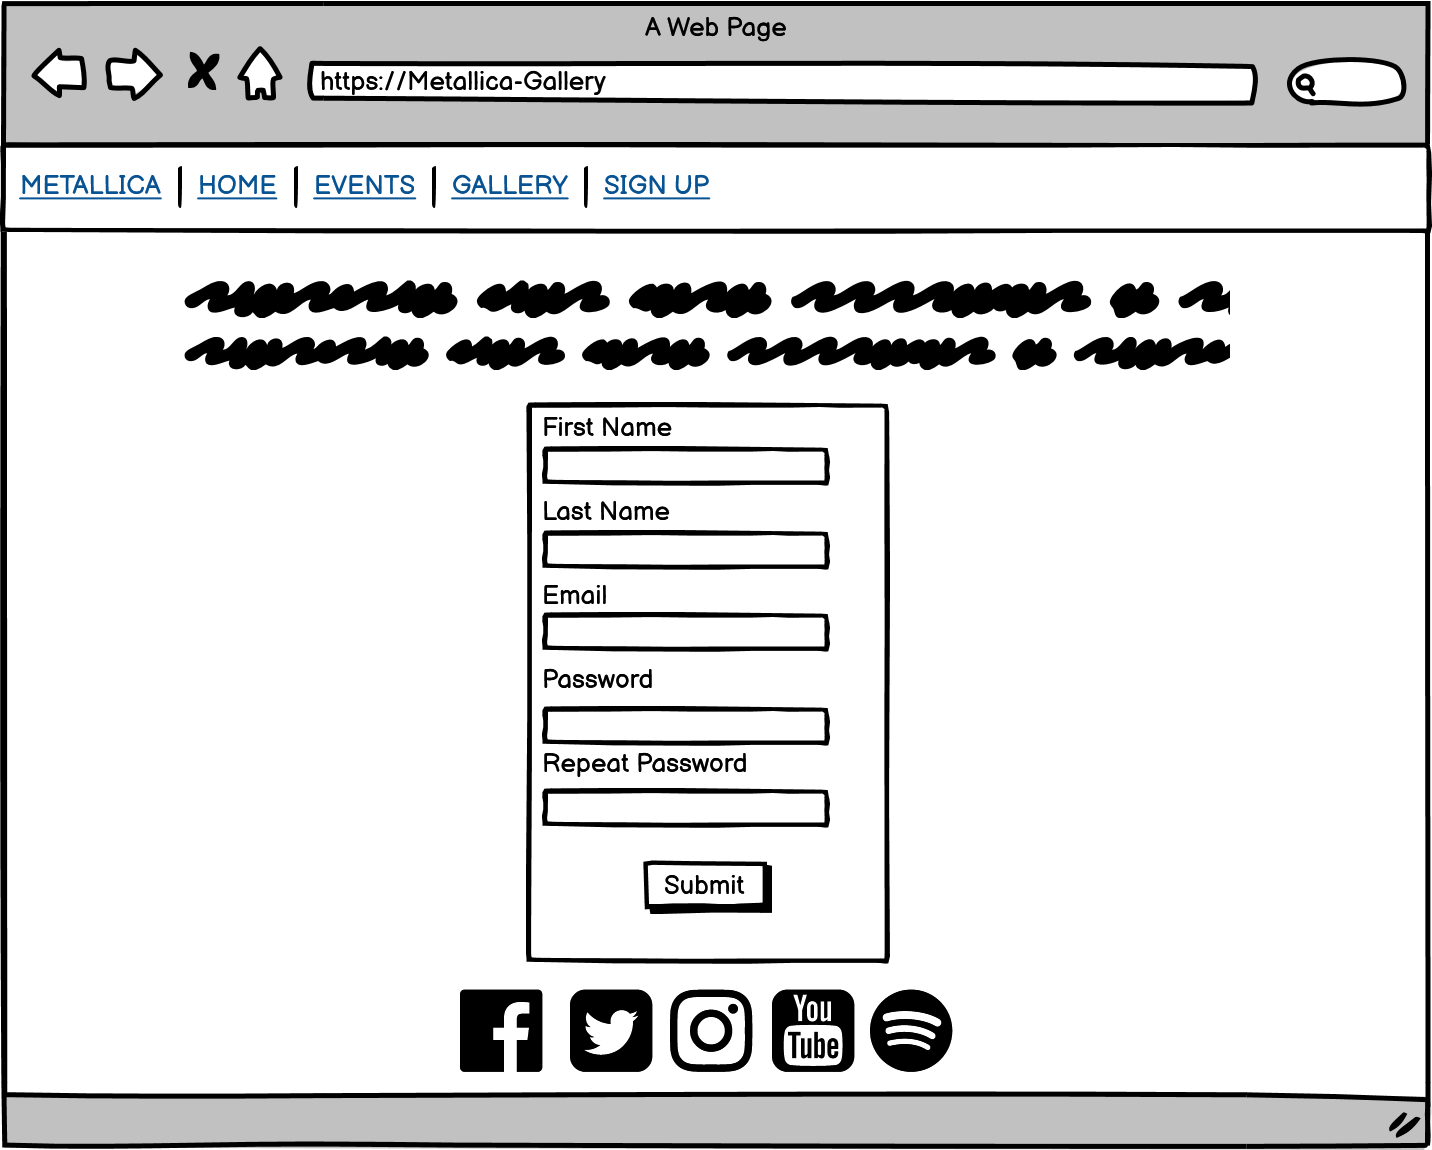 A Web Page
https://Metallica-Gallery
METALLICA | HOME | EVENTS | GALLERY | SIGN UP
First Name
Last Name
Email
Password
Repeat Password
Submit
You
Tube